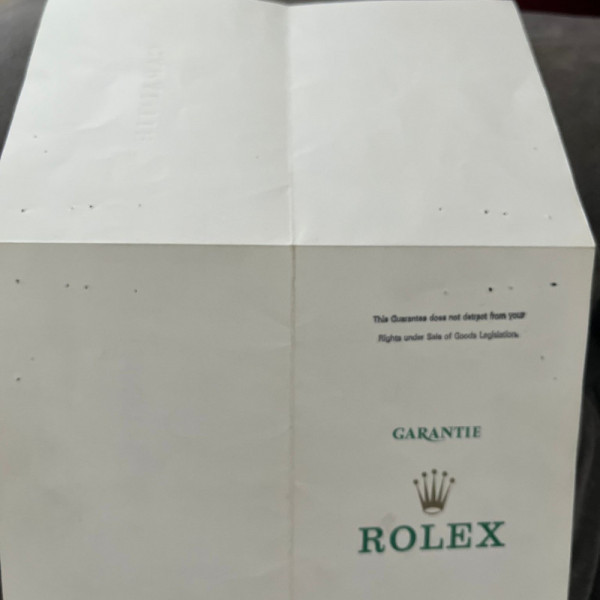 This Guarantee does not detract from your
Rights under Sale of Goods Legislation.
GARANTIE
ROLEX